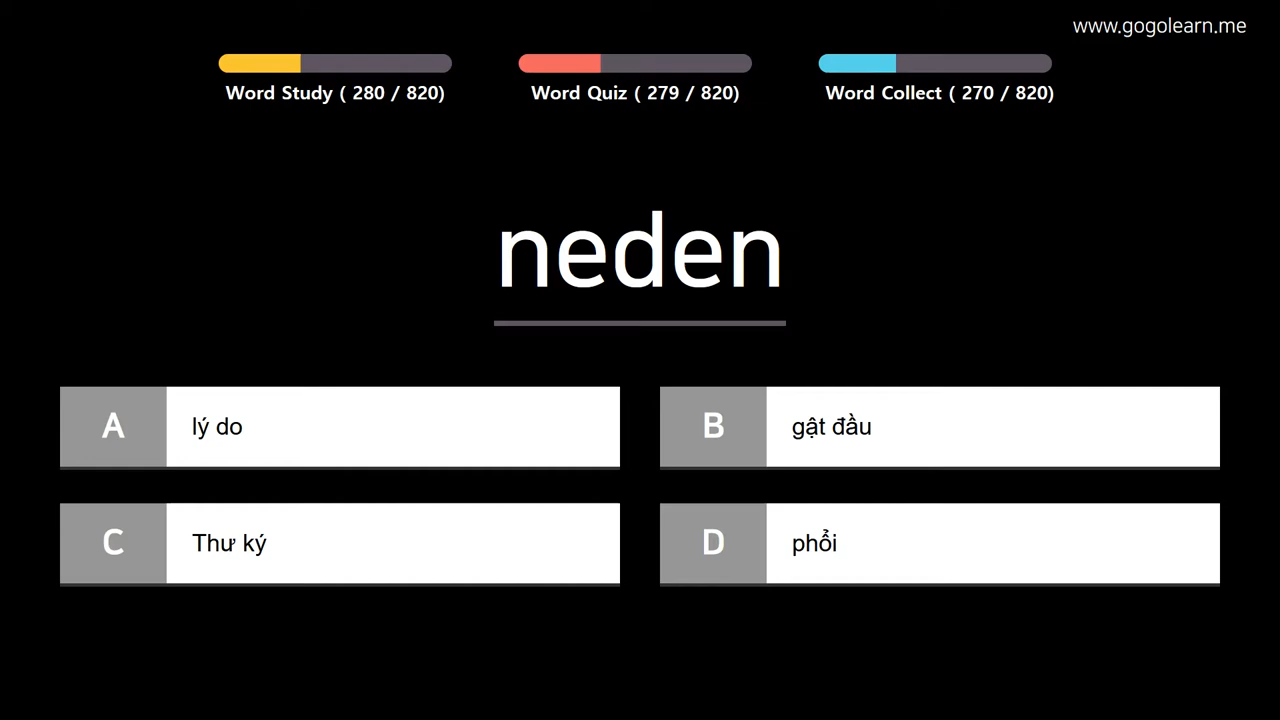 www.gogolearn.me
Word Study ( 280 / 820)
Word Quiz ( 279 / 820)
Word Collect ( 270 / 820)
neden
A lý do
B gật đầu
C Thư ký
D phổi